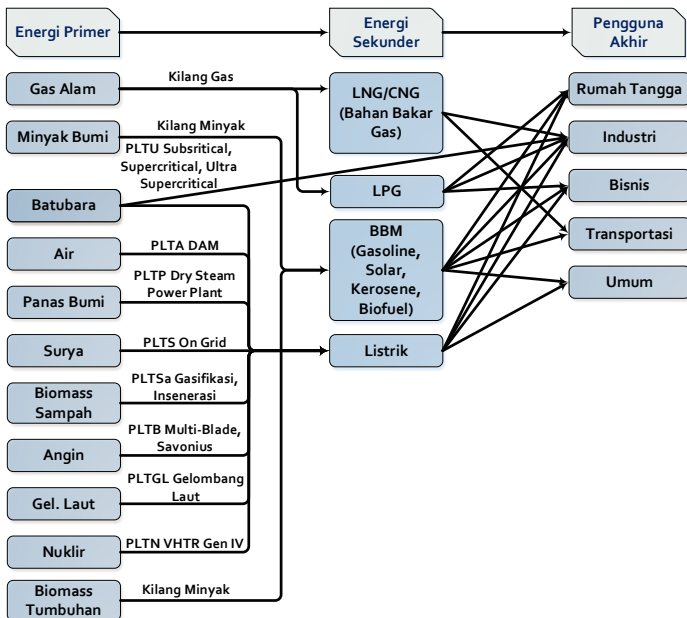 Energi Primer
Energi
Sekunder
Pengguna
Akhir
Gas Alam
Kilang Gas
LNG/CNG
(Bahan Bakar
Gas)
Rumah Tangga
Minyak Bumi
Kilang Minyak
Industri
PLTU Subsritical,
Supercritical, Ultra
Supercritical
Batubara
LPG
Bisnis
Air
PLTA DAM
BBM
(Gasoline,
Solar,
Kerosene,
Biofuel)
Transportasi
Panas Bumi
PLTP Dry Steam
Power Plant
Umum
Surya
PLTS On Grid
Listrik
Biomass
Sampah
PLTSa Gasifikasi,
Insenerasi
Angin
PLTB Multi-Blade,
Savonius
Gel. Laut
PLTGL Gelombang
Laut
Nuklir
PLTN VHTR Gen IV
Biomass
Tumbuhan
Kilang Minyak